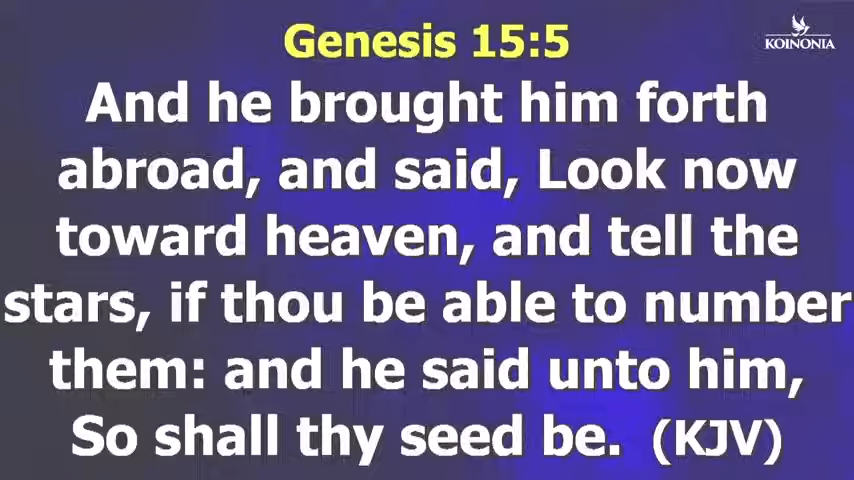 Genesis 15:5
KOINONIA
And he brought him forth
abroad, and said, Look now
toward heaven, and tell the
stars, if thou be able to number
them: and he said unto him,
So shall thy seed be. (KJV)